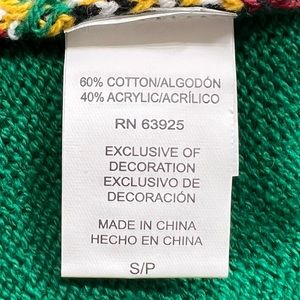 60% COTTON/ALGODÓN
40% ACRYLIC/ACRÍLICO
RN 63925
EXCLUSIVE OF
DECORATION
EXCLUSIVO DE
DECORACIÓN
MADE IN CHINA
HECHO EN CHINA
S/P